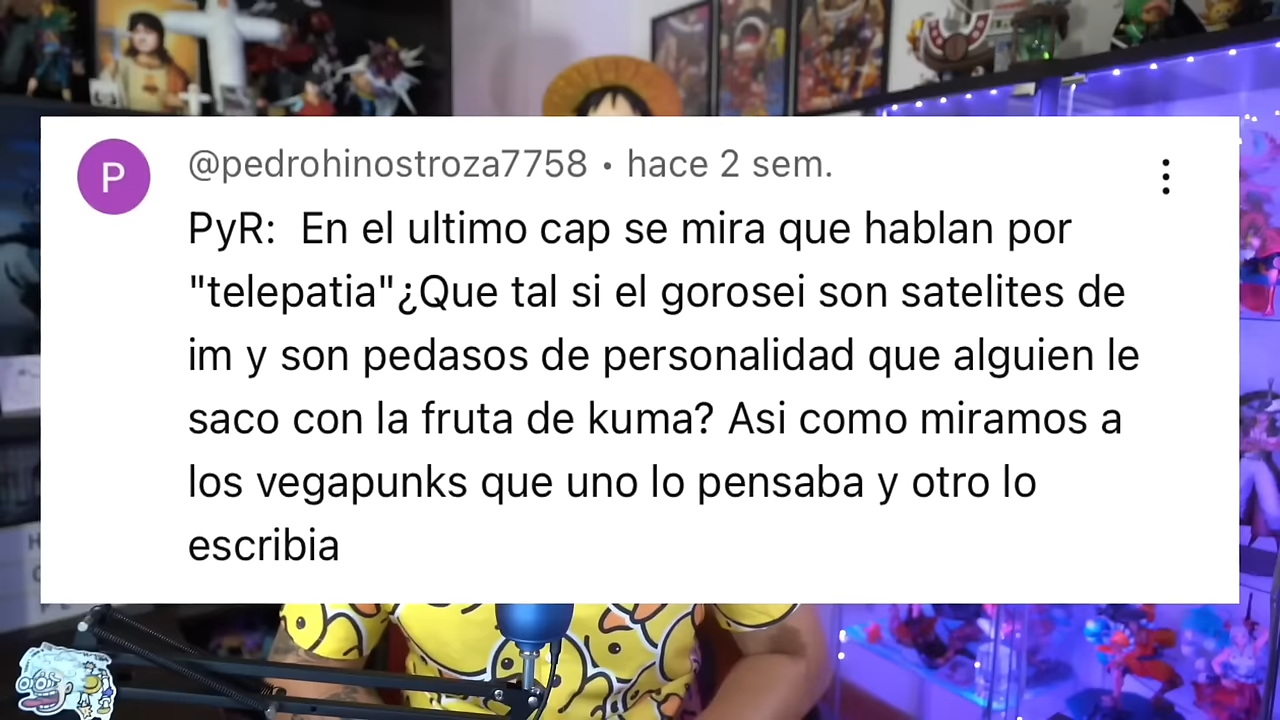 P
@pedrohinostroza7758 • hace 2 sem.
PyR:  En el ultimo cap se mira que hablan por
"telepatia"¿Que tal si el gorosei son satelites de
im y son pedasos de personalidad que alguien le
saco con la fruta de kuma? Asi como miramos a
los vegapunks que uno lo pensaba y otro lo
escribia